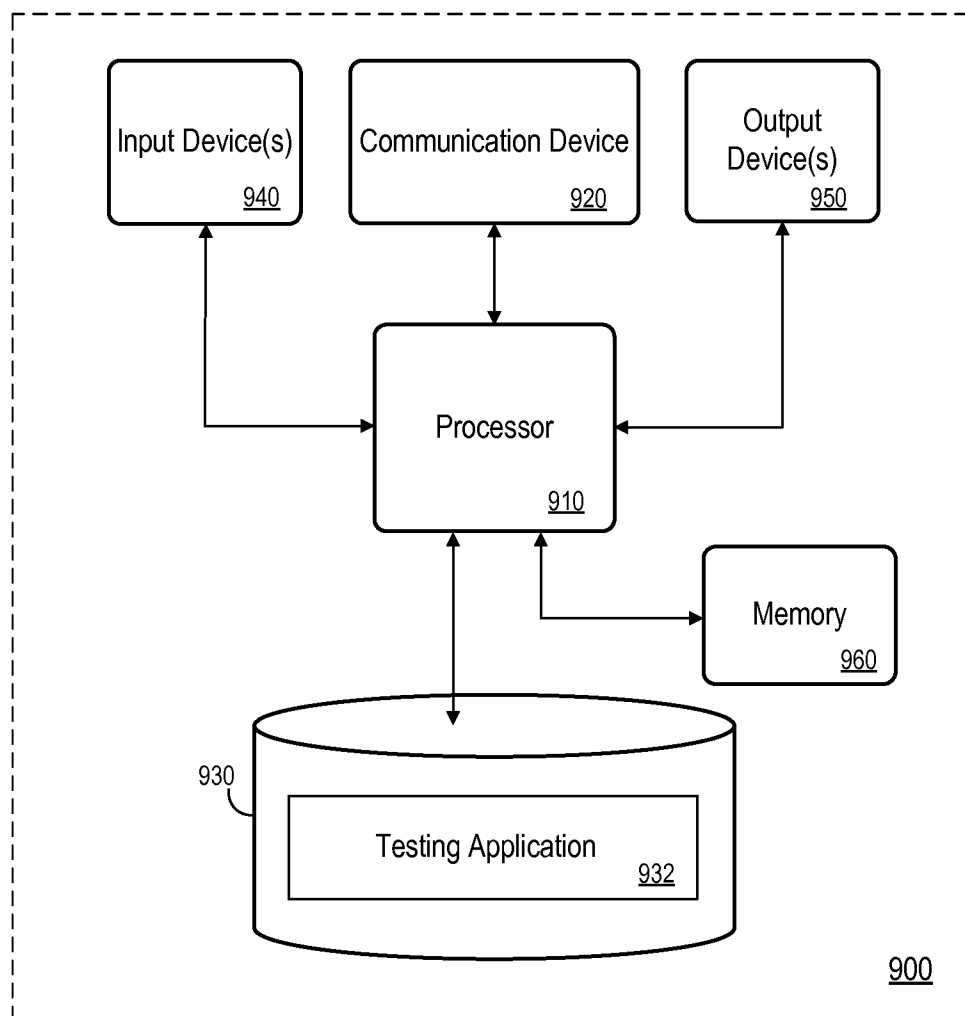 Input Device(s)
940
Communication Device
920
Output
Device(s)
950
Processor
910
Memory
960
930
Testing Application
932
900